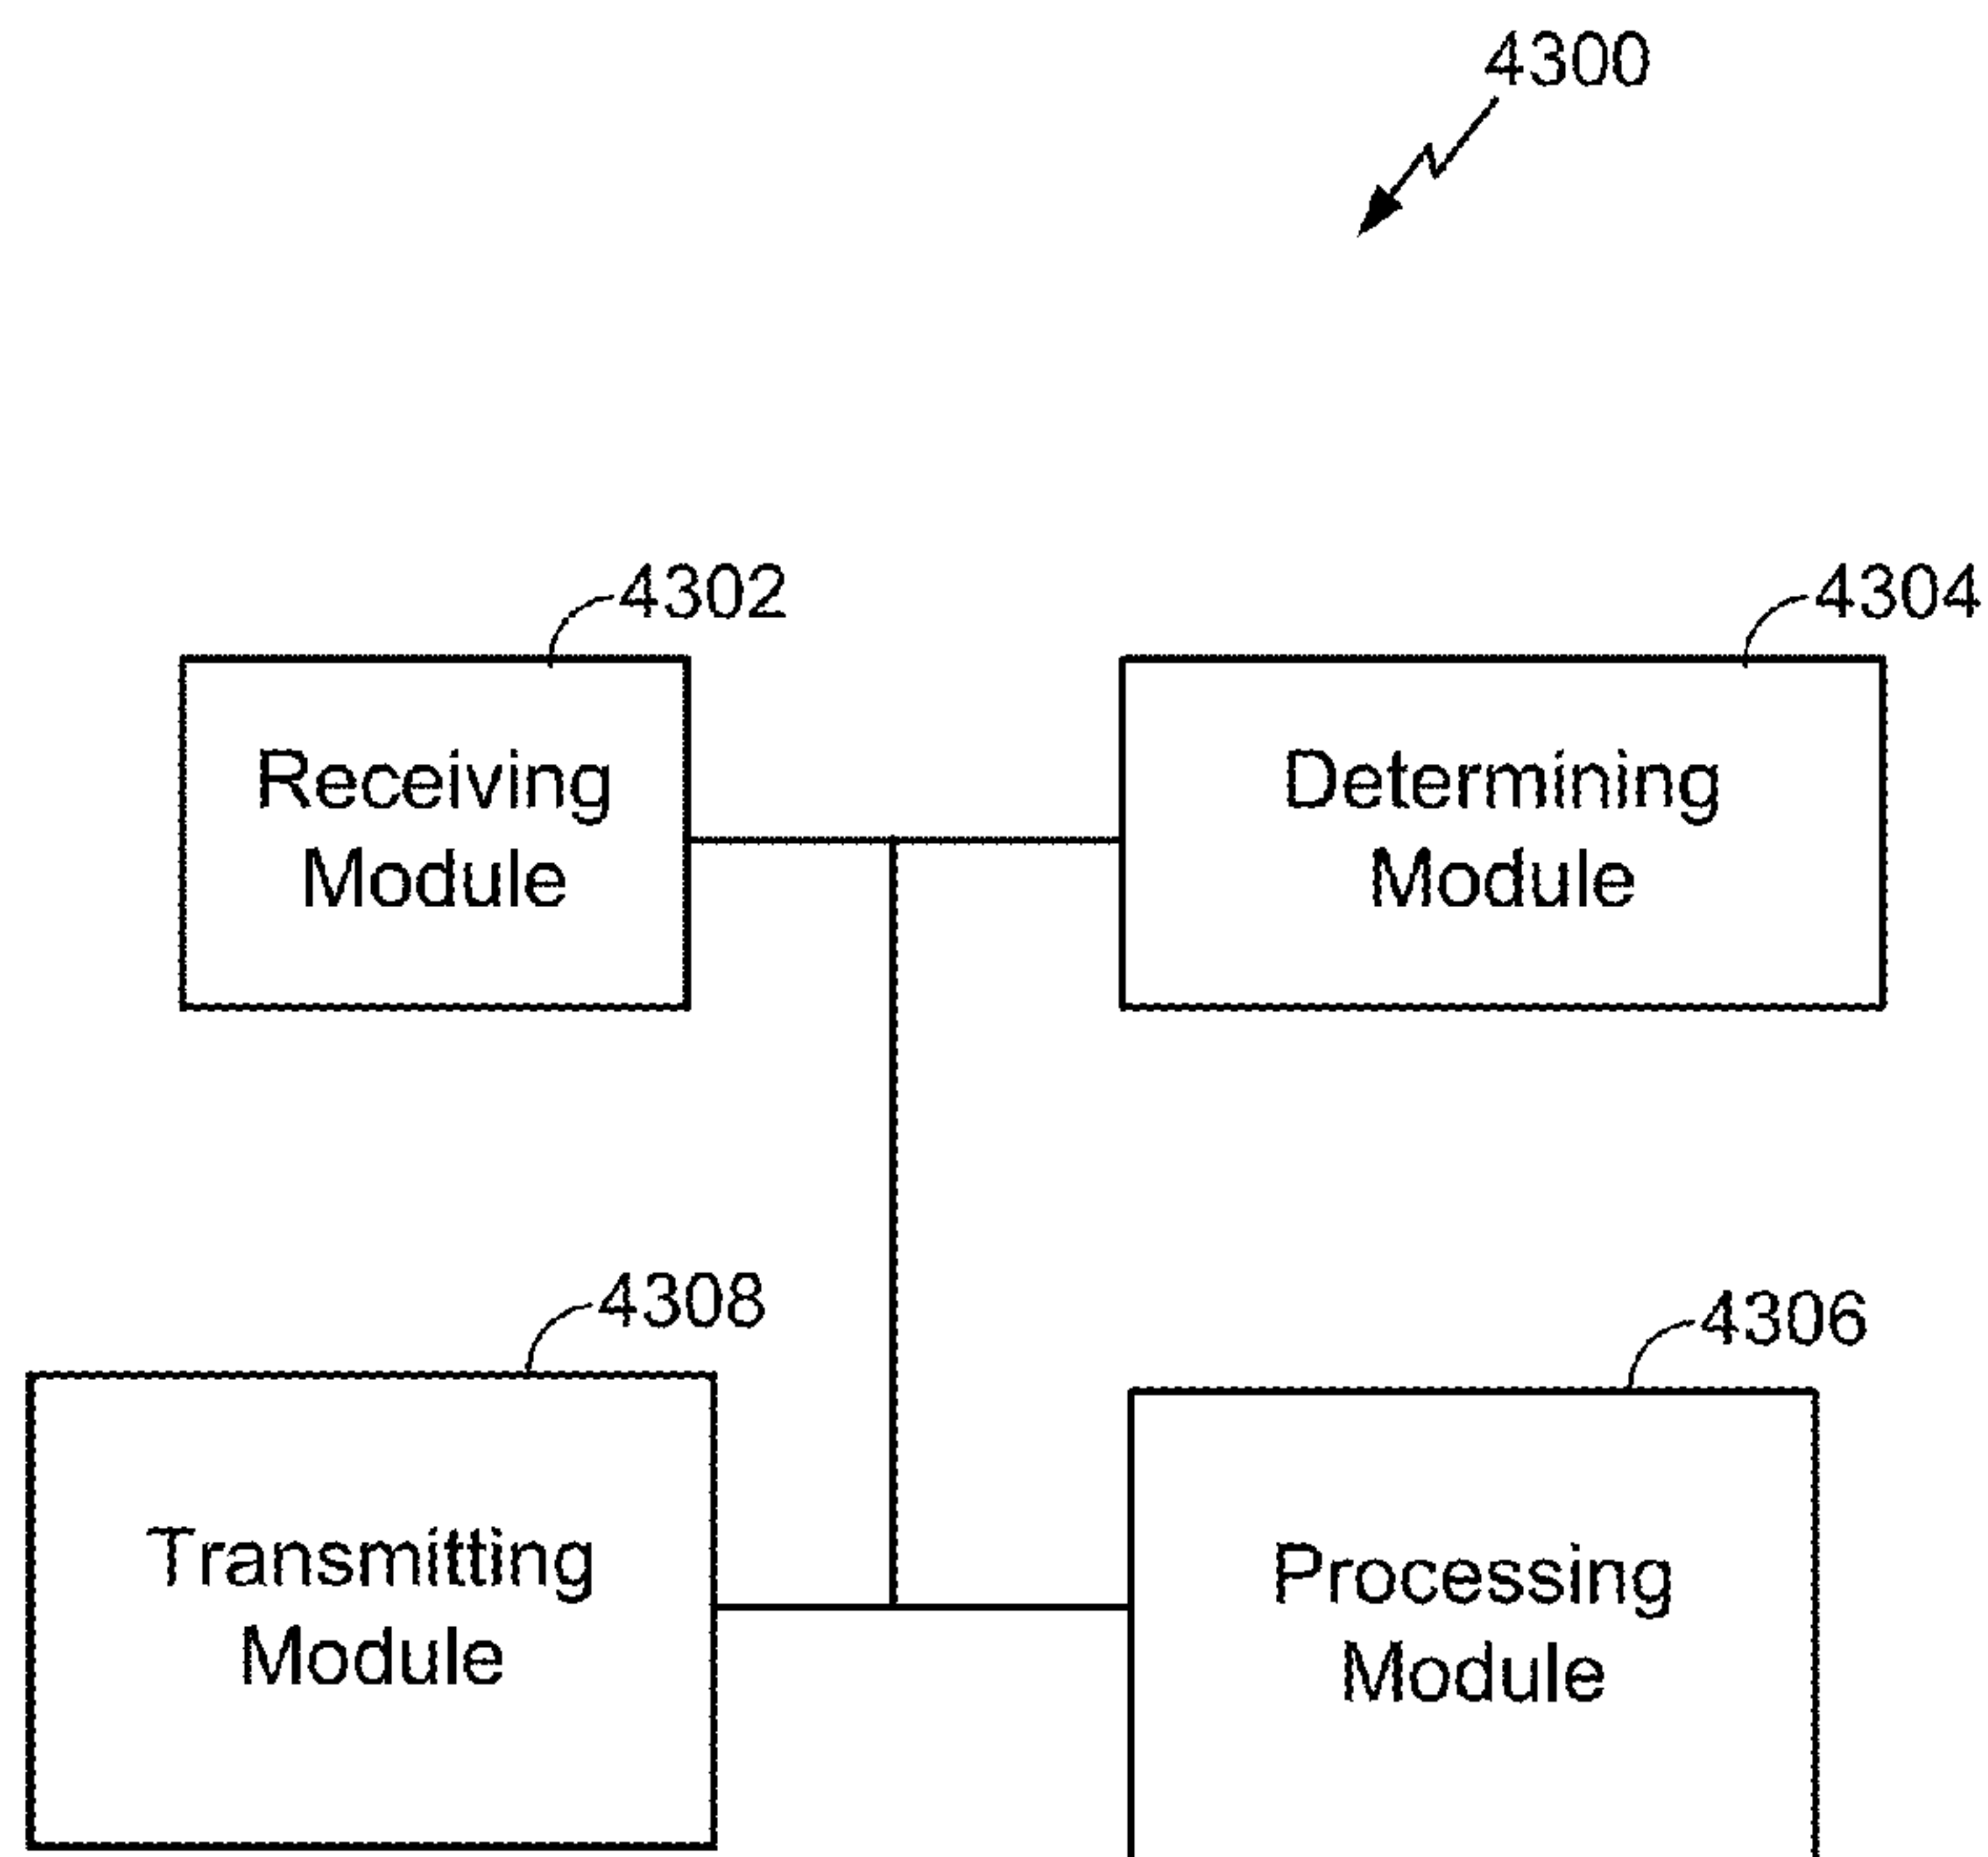 4300
4302
4304
Receiving
Module
Determining
Module
4308
4306
Transmitting
Module
Processing
Module